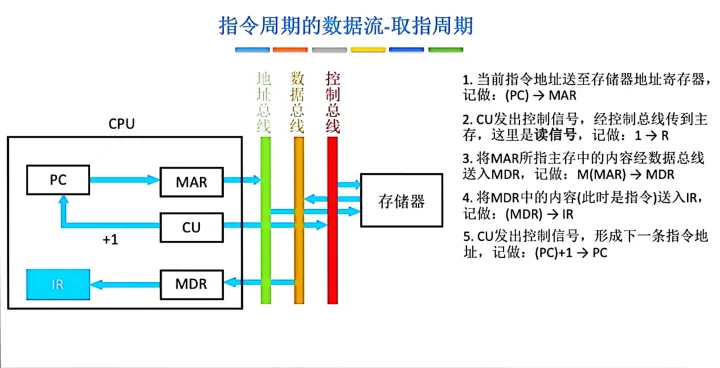 指令周期的数据流-取指周期
地址总线
数据总线
控制总线
CPU
PC
MAR
CU
+1
IR
MDR
存储器
1. 当前指令地址送至存储器地址寄存器，
记做：(PC) → MAR
2. CU发出控制信号，经控制总线传到主
存，这里是读信号，记做：1 → R
3. 将MAR所指主存中的内容经数据总线
送入MDR，记做：M(MAR) → MDR
4. 将MDR中的内容(此时是指令)送入IR，
记做：(MDR) → IR
5. CU发出控制信号，形成下一条指令地
址，记做：(PC)+1 → PC